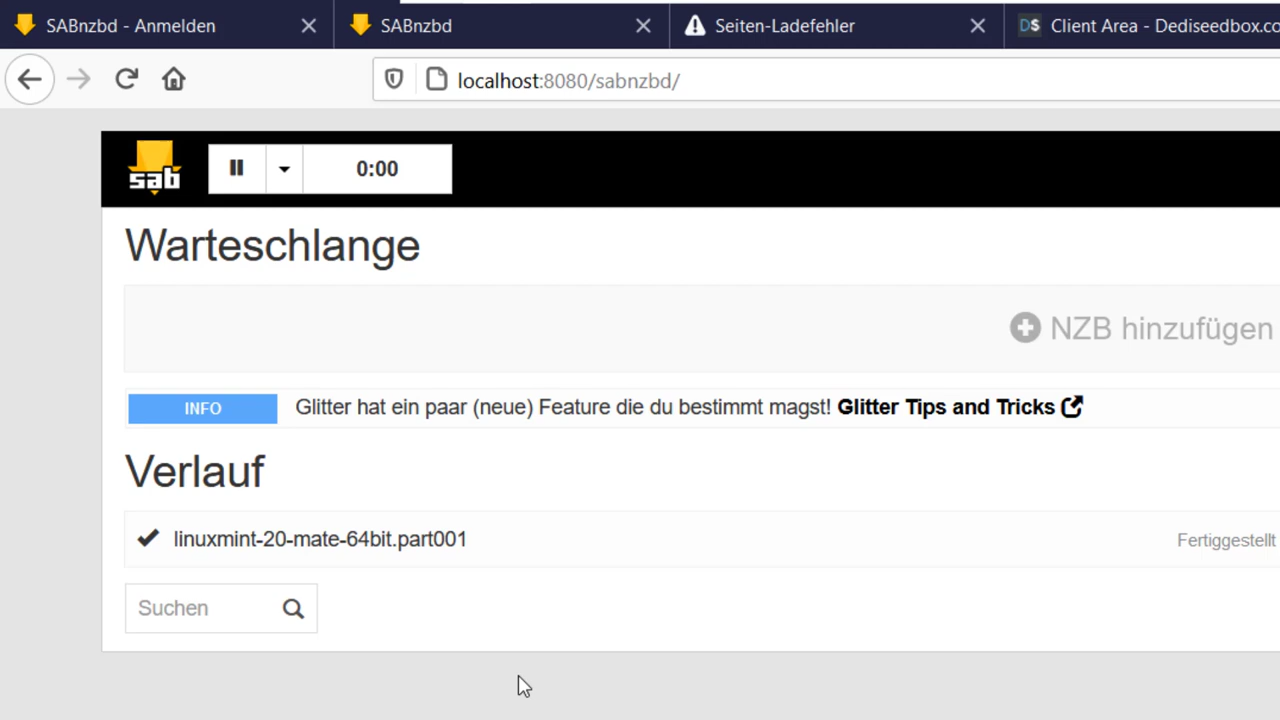 SABnzbd - Anmelden
SABnzbd
Seiten-Ladefehler
DS Client Area - Dediseedbox.co
localhost:8080/sabnzbd/
sab
0:00
Warteschlange
NZB hinzufügen
INFO Glitter hat ein paar (neue) Feature die du bestimmt magst! Glitter Tips and Tricks
Verlauf
linuxmint-20-mate-64bit.part001 Fertiggestellt
Suchen